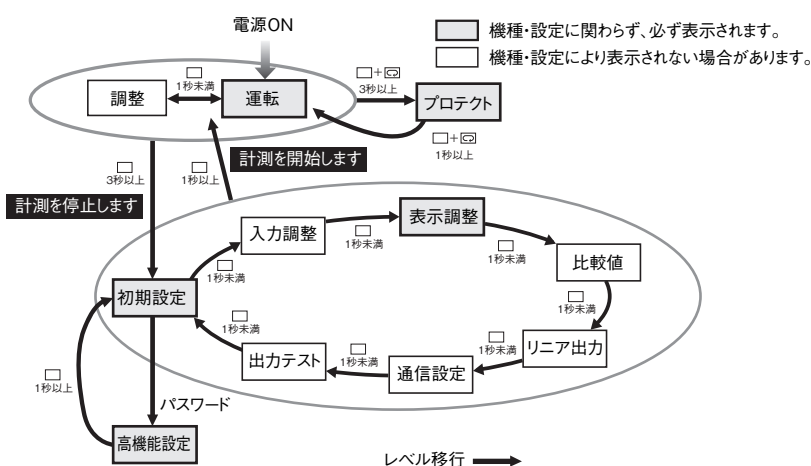 電源ON
機種・設定に関わらず、必ず表示されます。
機種・設定により表示されない場合があります。
調整
1秒未満
運転
＋
3秒以上
プロテクト
＋
1秒以上
計測を開始します
3秒以上
1秒以上
計測を停止します
入力調整
1秒未満
表示調整
1秒未満
比較値
1秒未満
初期設定
1秒未満
1秒未満
リニア出力
1秒未満
出力テスト
1秒未満
通信設定
1秒以上
パスワード
高機能設定
レベル移行